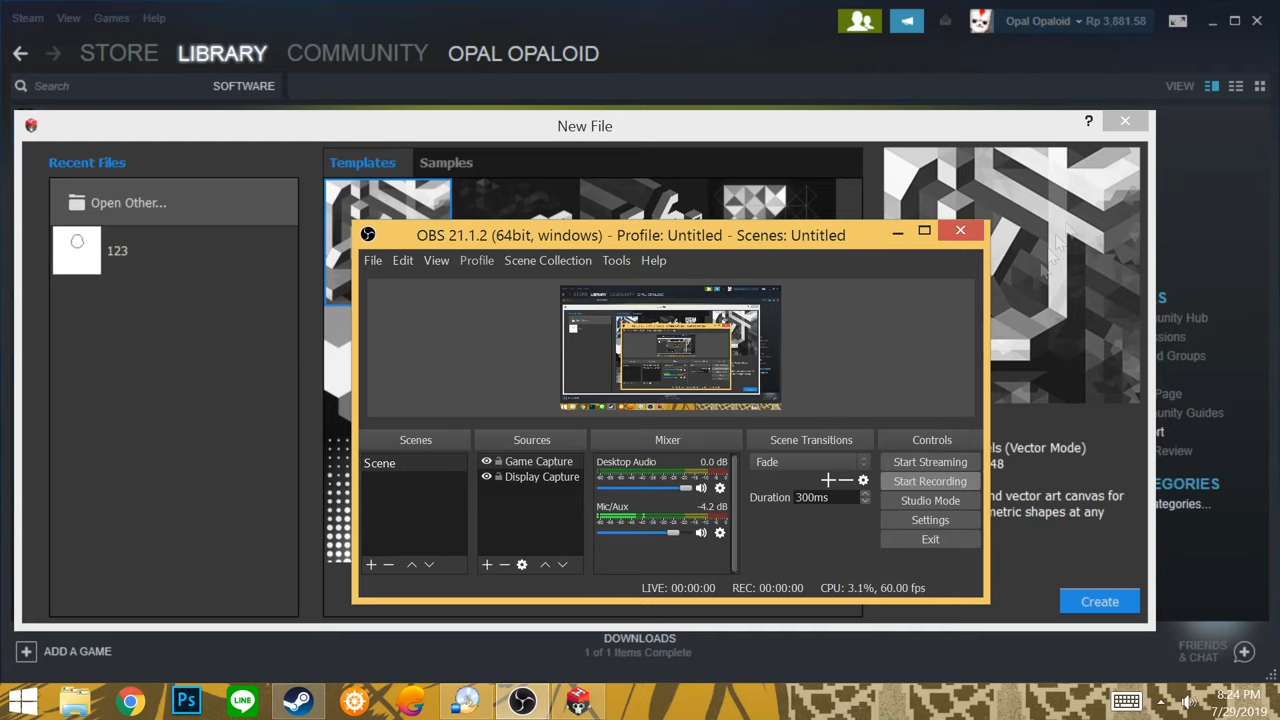 Steam View Games Help
Opal Opaloid Rp 3,881.58
STORE LIBRARY COMMUNITY OPAL OPALOID
Search SOFTWARE
VIEW
New File
?
Recent Files
Open Other...
123
Templates Samples
OBS 21.1.2 (64bit, windows) - Profile: Untitled - Scenes: Untitled
File Edit View Profile Scene Collection Tools Help
Scenes
Scene
Sources
Game Capture
Display Capture
Mixer
Desktop Audio 0.0 dB
Mic/Aux -4.2 dB
Scene Transitions
Fade
Duration 300ms
Controls
Start Streaming
Start Recording
Studio Mode
Settings
Exit
LIVE: 00:00:00 REC: 00:00:00 CPU: 3.1%, 60.00 fps
els (Vector Mode)
48
nd vector art canvas for
metric shapes at any
Create
S
unity Hub
ssions
d Groups
Page
unity Guides
rt
Review
EGORIES
ategories...
ADD A GAME
DOWNLOADS
1 of 1 Items Complete
FRIENDS
& CHAT
Ps
LINE
8:24 PM
7/29/2019